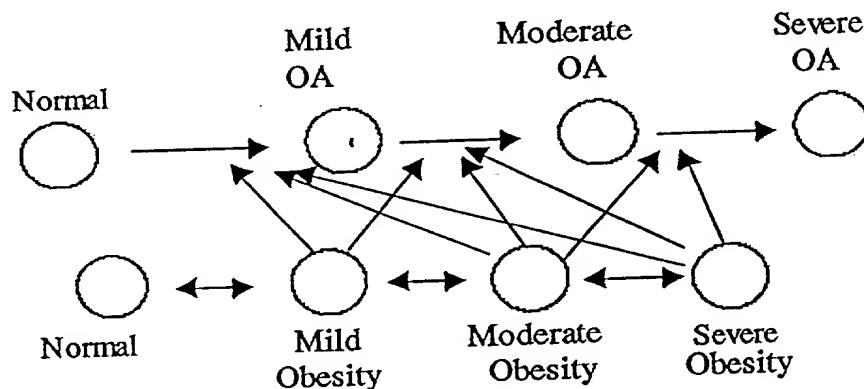 Mild
OA
Moderate
OA
Severe
OA
Normal
Normal
Mild
Obesity
Moderate
Obesity
Severe
Obesity